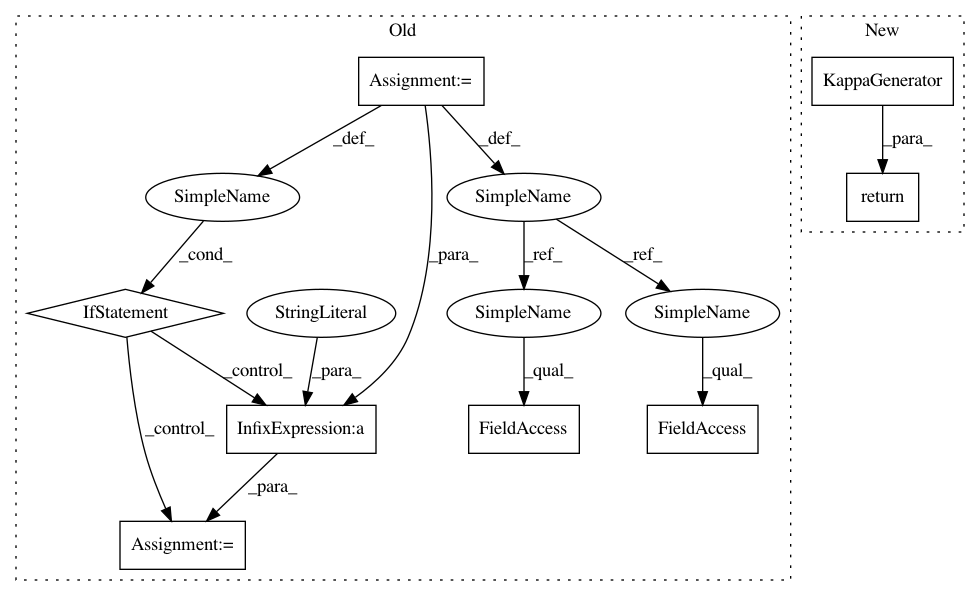 Old
New
Assignment:=
KappaGenerator
_def_
_def_
_para_
SimpleName
SimpleName
return
_cond_
_para_
_ref_
_ref_
IfStatement
StringLiteral
SimpleName
SimpleName
_control_
_para_
_qual_
_qual_
_control_
InfixExpression:a
FieldAccess
FieldAccess
_para_
Assignment:=